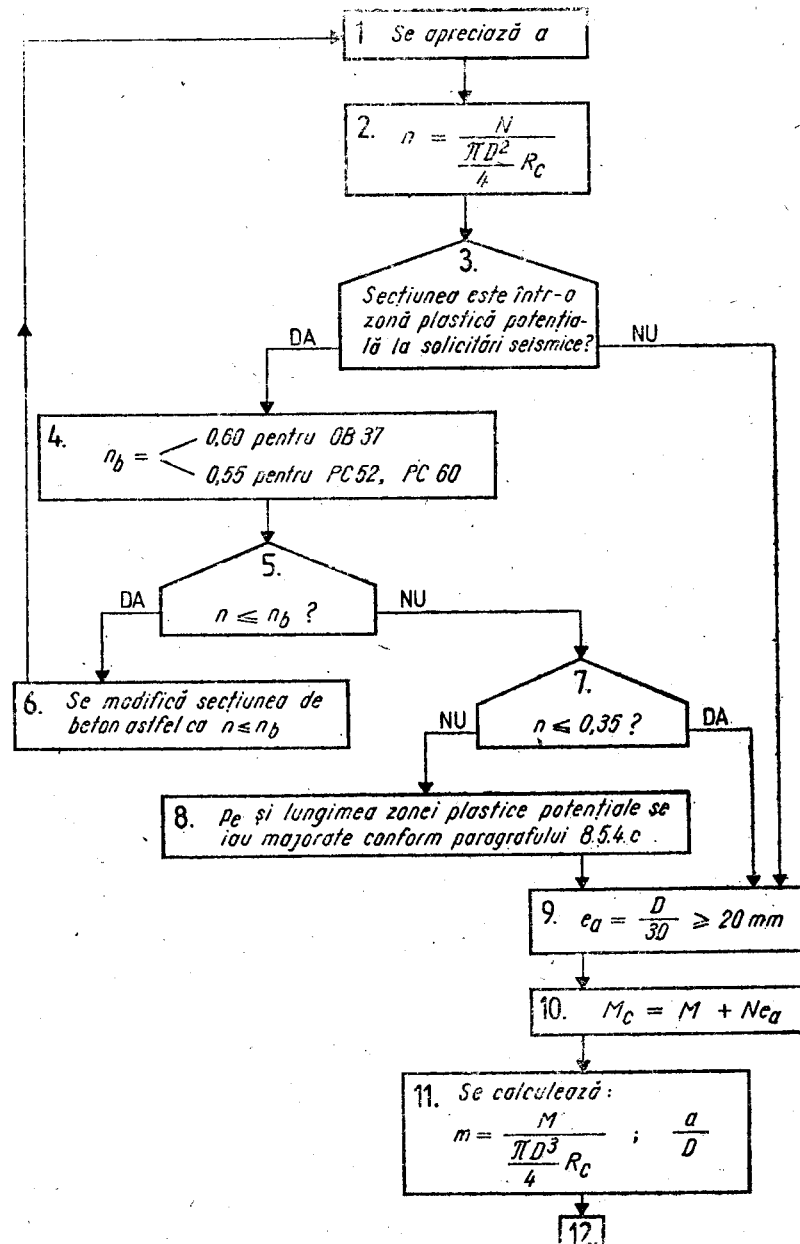 1 Se apreciază a
2. n = N / (πD²/4 R_c)
3.
Secțiunea este într-o
zonă plastică potenția-
lă la solicitări seismice?
DA
NU
4. n_b = 0,60 pentru OB 37
0,55 pentru PC 52, PC 60
5.
n ≤ n_b ?
DA
NU
6. Se modifică secțiunea de
beton astfel ca n ≤ n_b
7.
n ≤ 0,35 ?
NU
DA
8. p_e și lungimea zonei plastice potențiale se
iau majorate conform paragrafului 8.5.4.c
9. e_a = D/30 ≥ 20 mm
10. M_c = M + Ne_a
11. Se calculează :
m = M / (πD³/4 R_c) ; a/D
12.